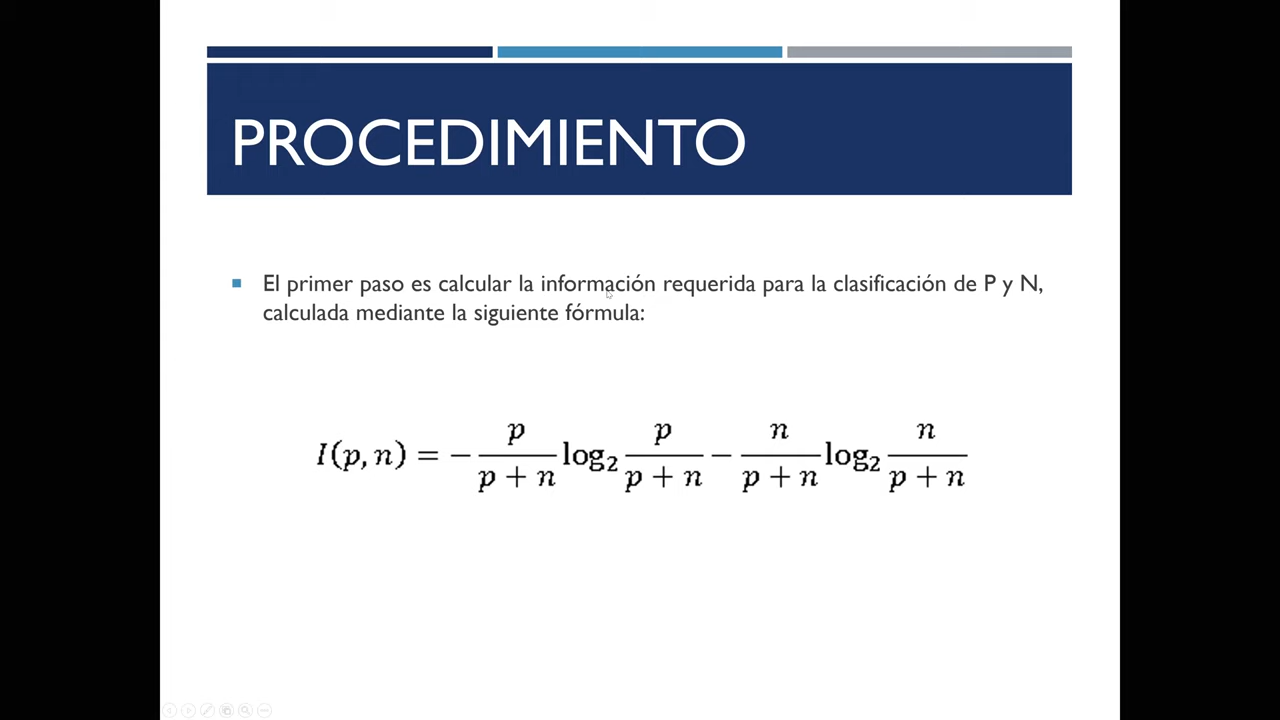 PROCEDIMIENTO
El primer paso es calcular la información requerida para la clasificación de P y N,
calculada mediante la siguiente fórmula:
I(p, n) = − p/(p + n) log₂ p/(p + n) − n/(p + n) log₂ n/(p + n)